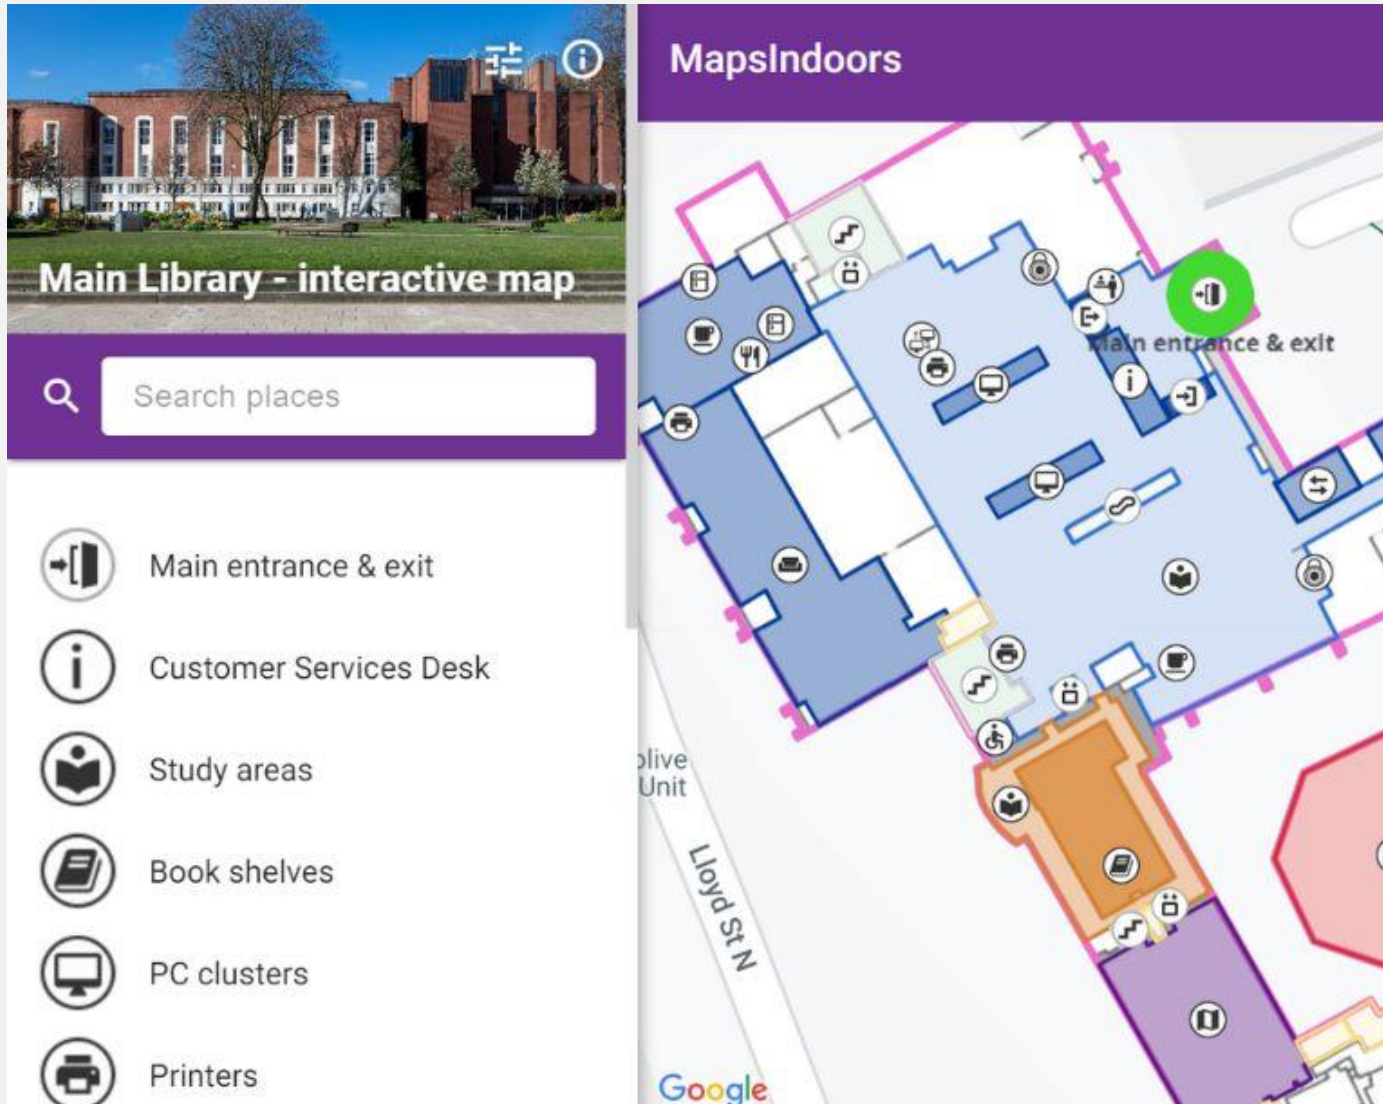 Main Library - interactive map
Search places
Main entrance & exit
Customer Services Desk
Study areas
Book shelves
PC clusters
Printers
MapsIndoors
Main entrance & exit
olive
Unit
Lloyd St N
Google